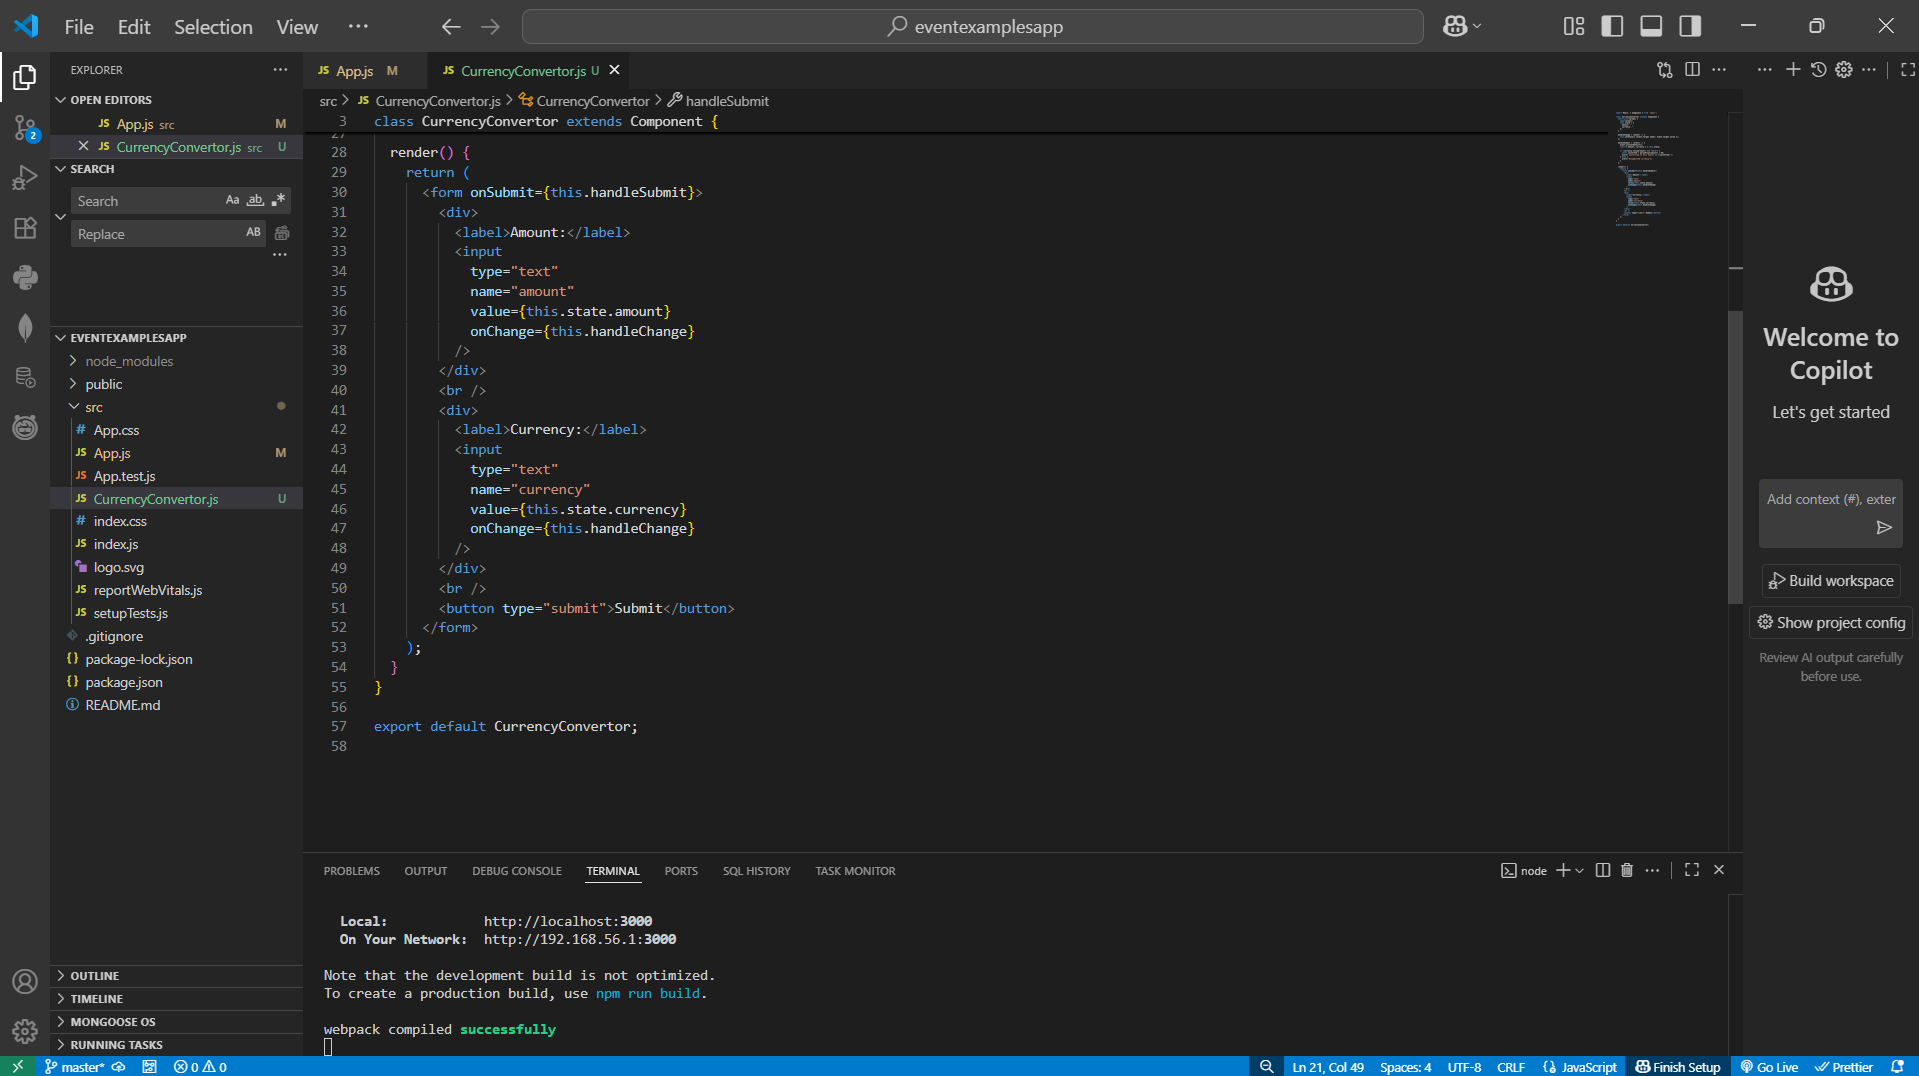 File Edit Selection View ···
eventexamplesapp
EXPLORER
OPEN EDITORS
JS App.js src M
JS CurrencyConvertor.js src U
SEARCH
Search Aa ab .*
Replace AB
EVENTEXAMPLESAPP
node_modules
public
src
# App.css
JS App.js M
JS App.test.js
JS CurrencyConvertor.js U
# index.css
JS index.js
logo.svg
JS reportWebVitals.js
JS setupTests.js
.gitignore
{} package-lock.json
{} package.json
README.md
OUTLINE
TIMELINE
MONGOOSE OS
RUNNING TASKS
2
JS App.js M
JS CurrencyConvertor.js U
src > JS CurrencyConvertor.js > CurrencyConvertor > handleSubmit
3 class CurrencyConvertor extends Component {
27
28 render() {
29 return (
30 <form onSubmit={this.handleSubmit}>
31 <div>
32 <label>Amount:</label>
33 <input
34 type="text"
35 name="amount"
36 value={this.state.amount}
37 onChange={this.handleChange}
38 />
39 </div>
40 <br />
41 <div>
42 <label>Currency:</label>
43 <input
44 type="text"
45 name="currency"
46 value={this.state.currency}
47 onChange={this.handleChange}
48 />
49 </div>
50 <br />
51 <button type="submit">Submit</button>
52 </form>
53 );
54 }
55 }
56
57 export default CurrencyConvertor;
58
PROBLEMS OUTPUT DEBUG CONSOLE TERMINAL PORTS SQL HISTORY TASK MONITOR
node
Local: http://localhost:3000
On Your Network: http://192.168.56.1:3000
Note that the development build is not optimized.
To create a production build, use npm run build.
webpack compiled successfully
Welcome to
Copilot
Let's get started
Add context (#), exter
Build workspace
Show project config
Review AI output carefully
before use.
master* 0 0
Ln 21, Col 49 Spaces: 4 UTF-8 CRLF {} JavaScript Finish Setup Go Live Prettier